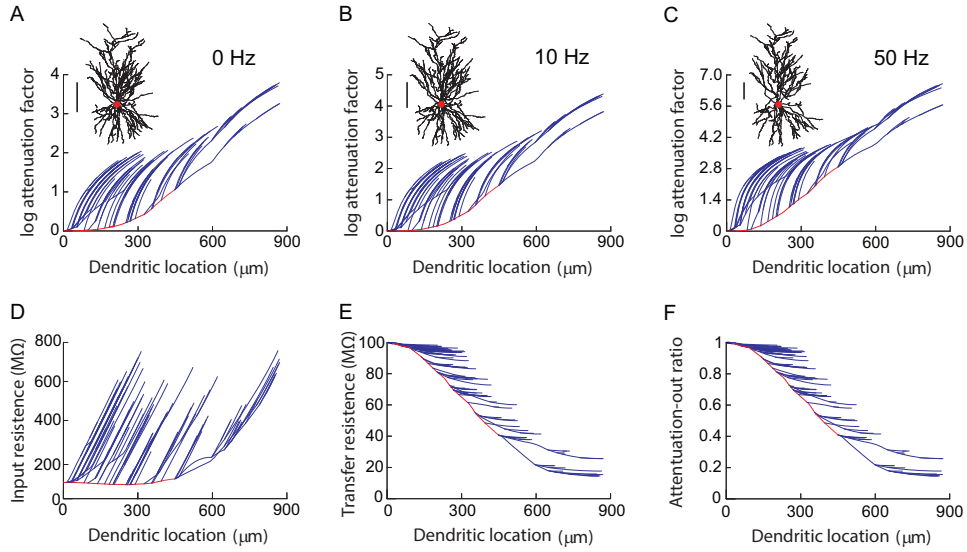 A
0 Hz
4
3
2
1
0
log attenuation factor
0 300 600 900
Dendritic location (μm)
B
10 Hz
5
4
3
2
1
0
log attenuation factor
0 300 600 900
Dendritic location (μm)
C
50 Hz
7.0
5.6
4.2
2.8
1.4
0
log attenuation factor
0 300 600 900
Dendritic location (μm)
D
800
600
400
200
0
Input resistence (MΩ)
0 300 600 900
Dendritic location (μm)
E
100
80
60
40
20
0
Transfer resistence (MΩ)
0 300 600 900
Dendritic location (μm)
F
1
0.8
0.6
0.4
0.2
0
Attentuation-out ratio
0 300 600 900
Dendritic location (μm)